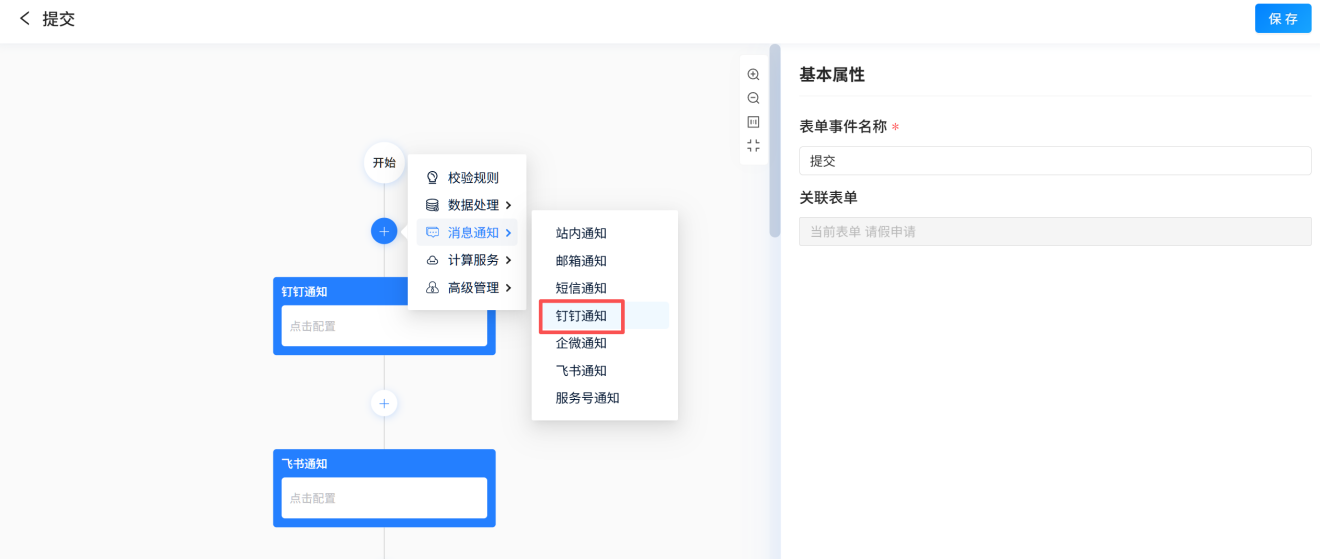 提交
保 存
开始
校验规则
数据处理
消息通知
计算服务
高级管理
站内通知
邮箱通知
短信通知
钉钉通知
企微通知
飞书通知
服务号通知
钉钉通知
点击配置
飞书通知
点击配置
基本属性
表单事件名称 *
提交
关联表单
当前表单 请假申请